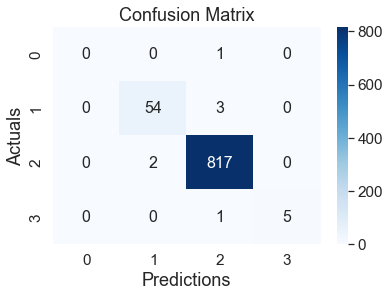 Confusion Matrix
Actuals
0 0 0 1 0
1 0 54 3 0
2 0 2 817 0
3 0 0 1 5
0 1 2 3
Predictions
800
600
400
200
0